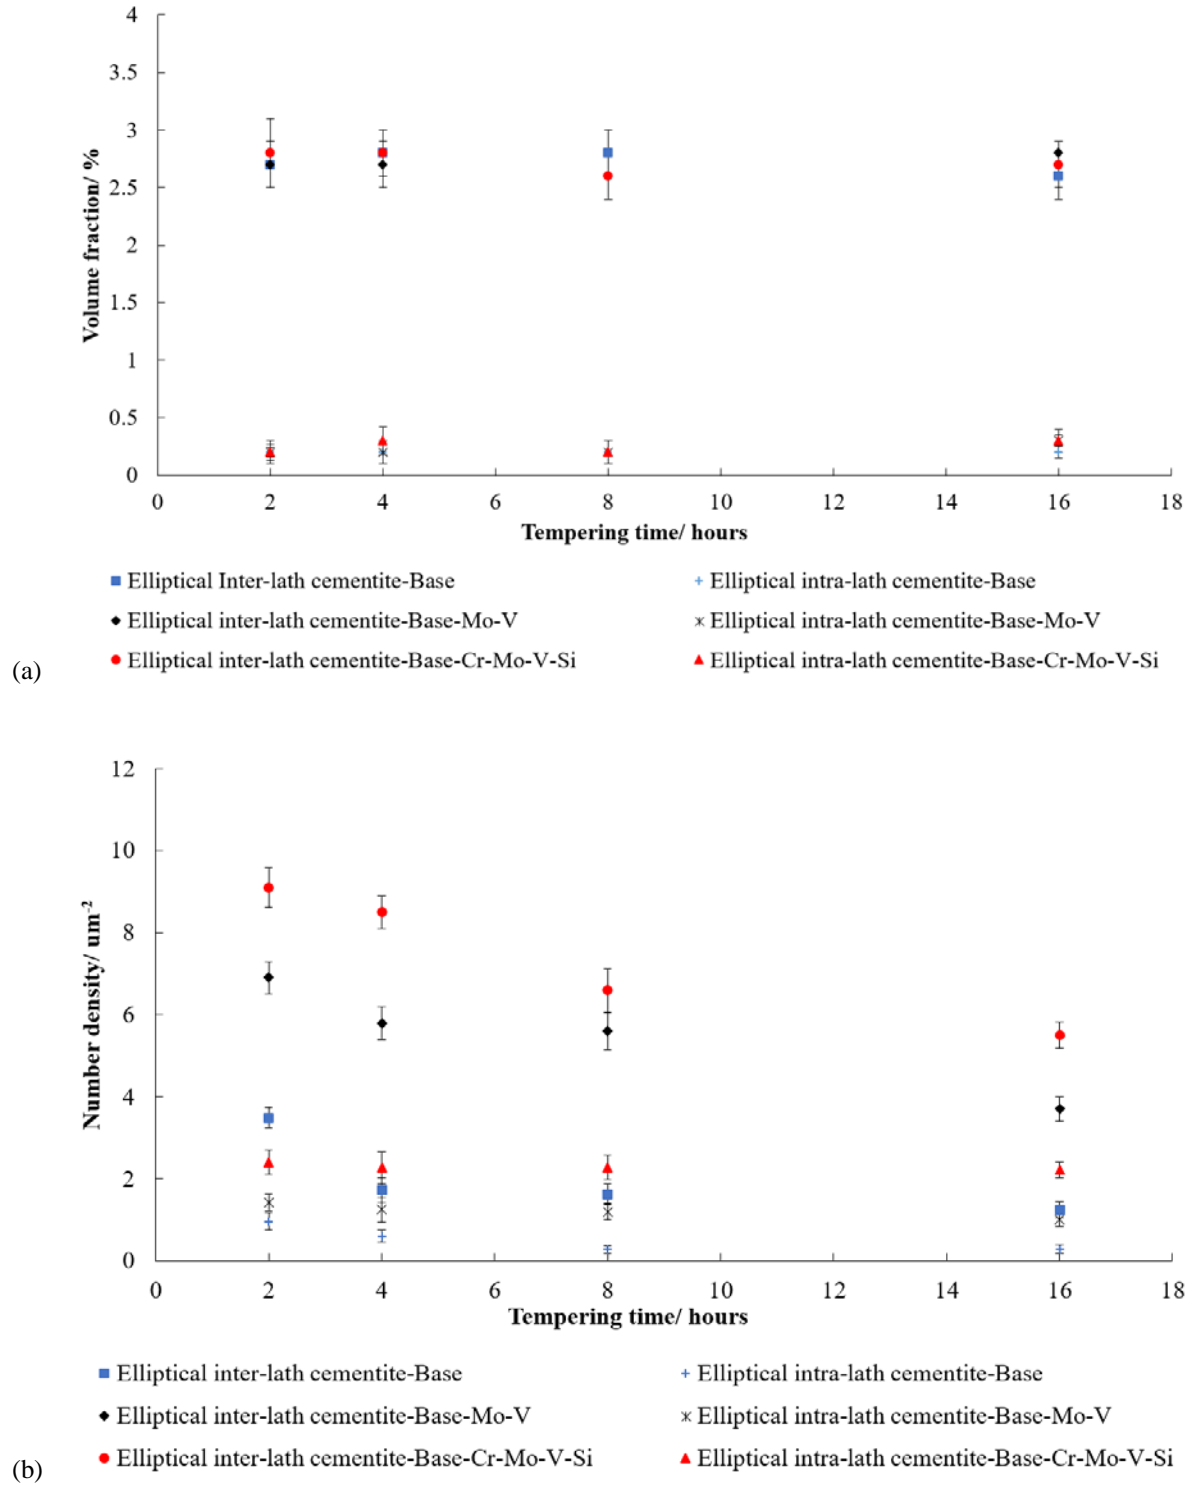 4
3.5
3
2.5
2
1.5
1
0.5
0
Volume fraction/ %
0 2 4 6 8 10 12 14 16 18
Tempering time/ hours
Elliptical Inter-lath cementite-Base
Elliptical intra-lath cementite-Base
Elliptical inter-lath cementite-Base-Mo-V
Elliptical intra-lath cementite-Base-Mo-V
Elliptical inter-lath cementite-Base-Cr-Mo-V-Si
Elliptical intra-lath cementite-Base-Cr-Mo-V-Si
(a)
12
10
8
6
4
2
0
Number density/ um⁻²
0 2 4 6 8 10 12 14 16 18
Tempering time/ hours
Elliptical inter-lath cementite-Base
Elliptical intra-lath cementite-Base
Elliptical inter-lath cementite-Base-Mo-V
Elliptical intra-lath cementite-Base-Mo-V
Elliptical inter-lath cementite-Base-Cr-Mo-V-Si
Elliptical intra-lath cementite-Base-Cr-Mo-V-Si
(b)